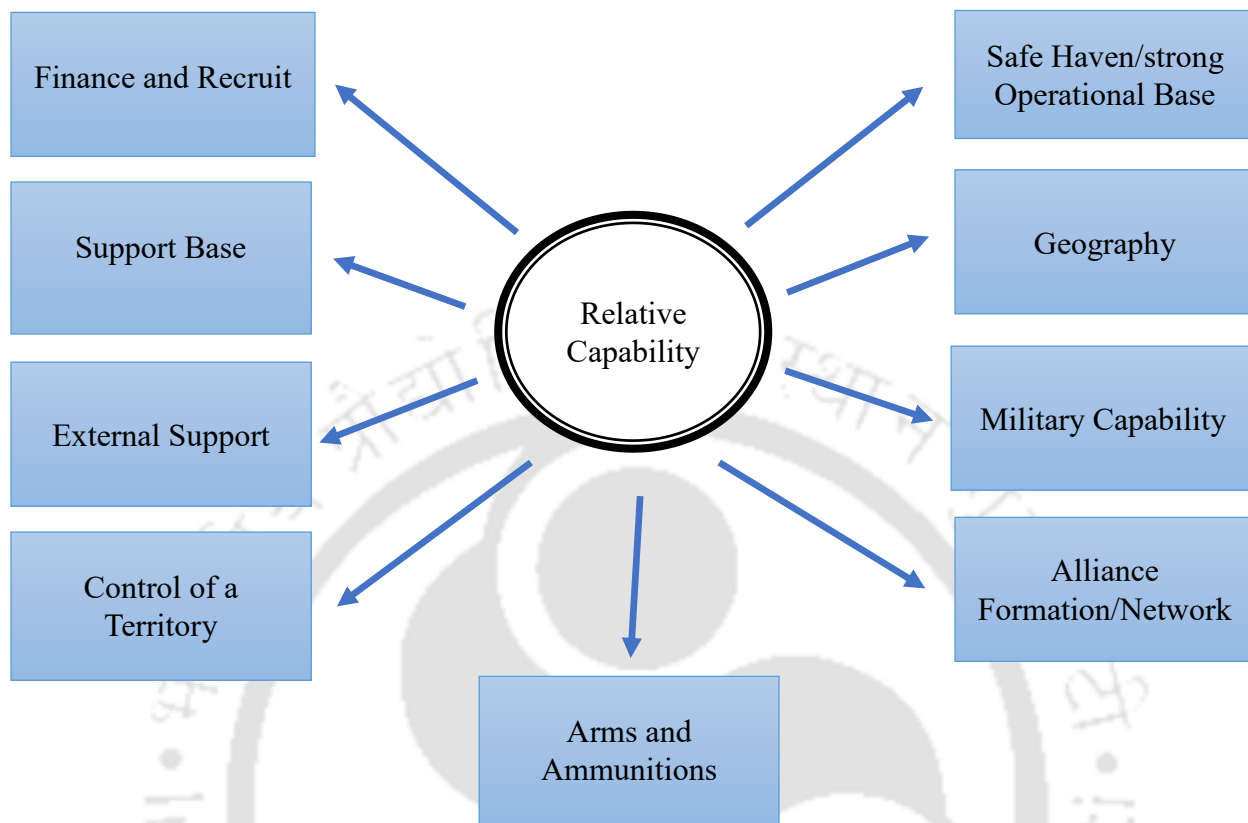 Finance and Recruit
Support Base
External Support
Control of a
Territory
Relative
Capability
Arms and
Ammunitions
Safe Haven/strong
Operational Base
Geography
Military Capability
Alliance
Formation/Network